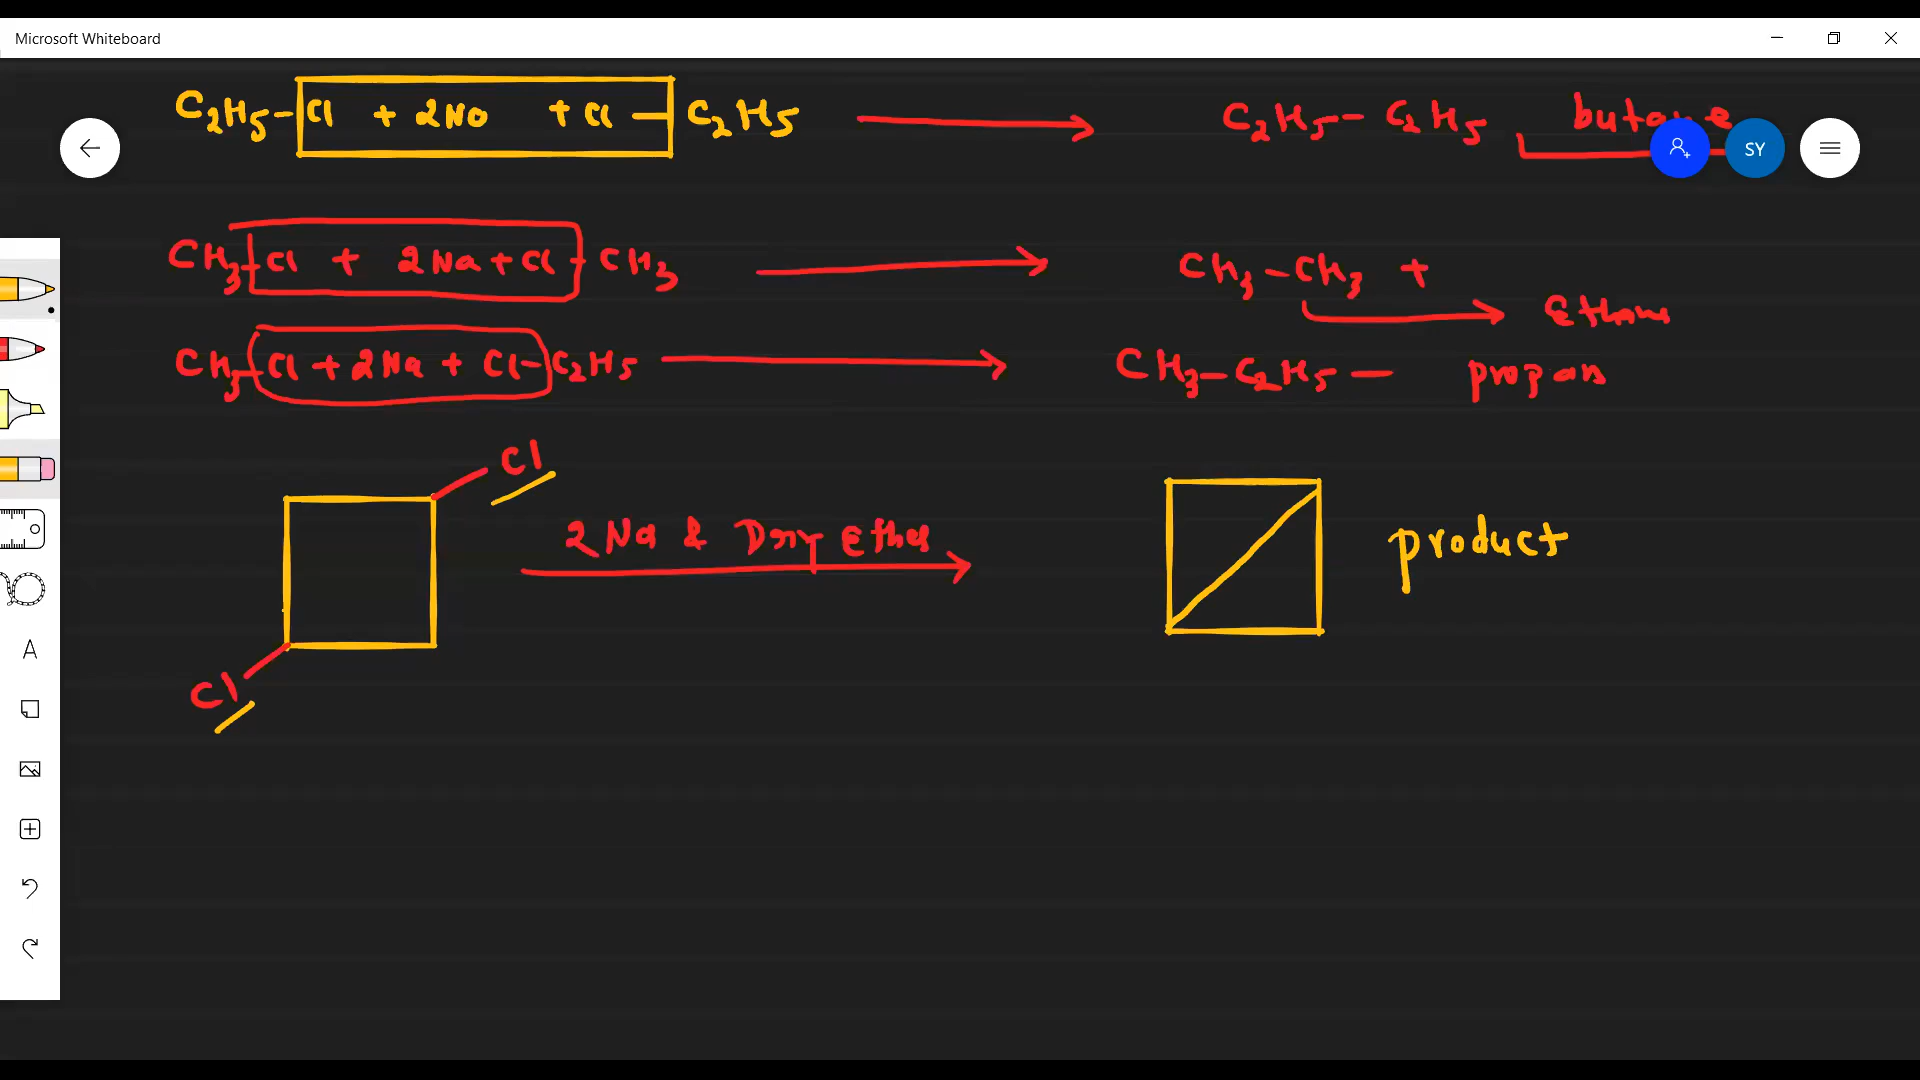 Microsoft Whiteboard
C2H5-Cl + 2Na + Cl-C2H5 → C2H5-C2H5 butane
SY
CH3-Cl + 2Na + Cl-CH3 → CH3-CH3 +
Ethane
CH3-Cl + 2Na + Cl-C2H5 → CH3-C2H5 - propan
Cl
2Na & Dry Ether
product
Cl
A